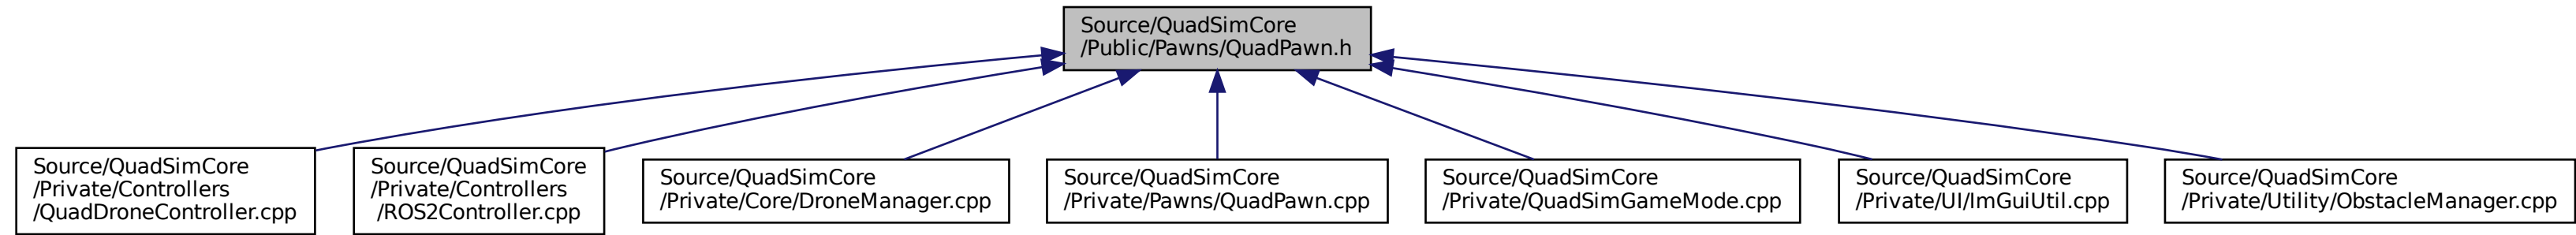 Source/QuadSimCore
/Public/Pawns/QuadPawn.h
Source/QuadSimCore
/Private/Controllers
/QuadDroneController.cpp
Source/QuadSimCore
/Private/Controllers
/ROS2Controller.cpp
Source/QuadSimCore
/Private/Core/DroneManager.cpp
Source/QuadSimCore
/Private/Pawns/QuadPawn.cpp
Source/QuadSimCore
/Private/QuadSimGameMode.cpp
Source/QuadSimCore
/Private/UI/ImGuiUtil.cpp
Source/QuadSimCore
/Private/Utility/ObstacleManager.cpp